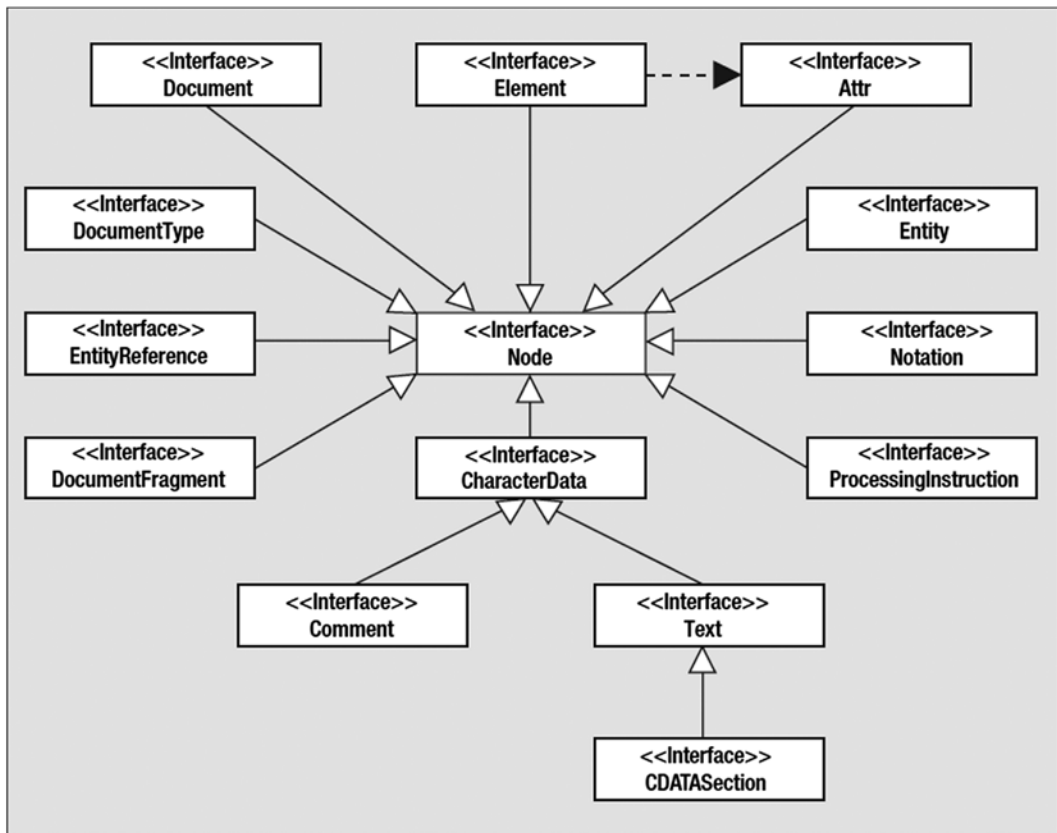 <<Interface>>
Document
<<Interface>>
Element
<<Interface>>
Attr
<<Interface>>
DocumentType
<<Interface>>
Entity
<<Interface>>
EntityReference
<<Interface>>
Node
<<Interface>>
Notation
<<Interface>>
DocumentFragment
<<Interface>>
CharacterData
<<Interface>>
ProcessingInstruction
<<Interface>>
Comment
<<Interface>>
Text
<<Interface>>
CDATASection